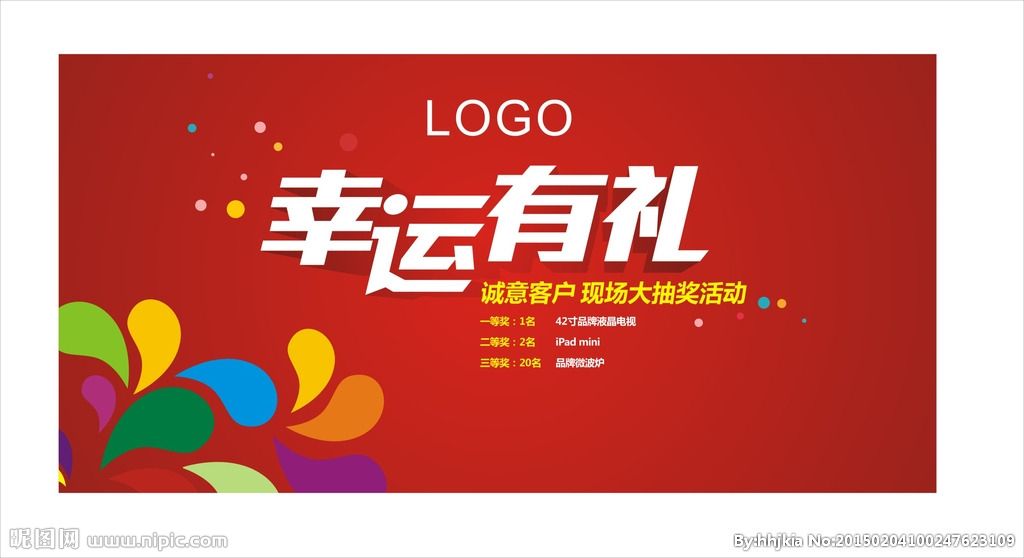 LOGO
幸运有礼
诚意客户 现场大抽奖活动
一等奖：1名 42寸品牌液晶电视
二等奖：2名 iPad mini
三等奖：20名 品牌微波炉
昵图网 www.nipic.com
By:hhjkia No:20150204100247623109